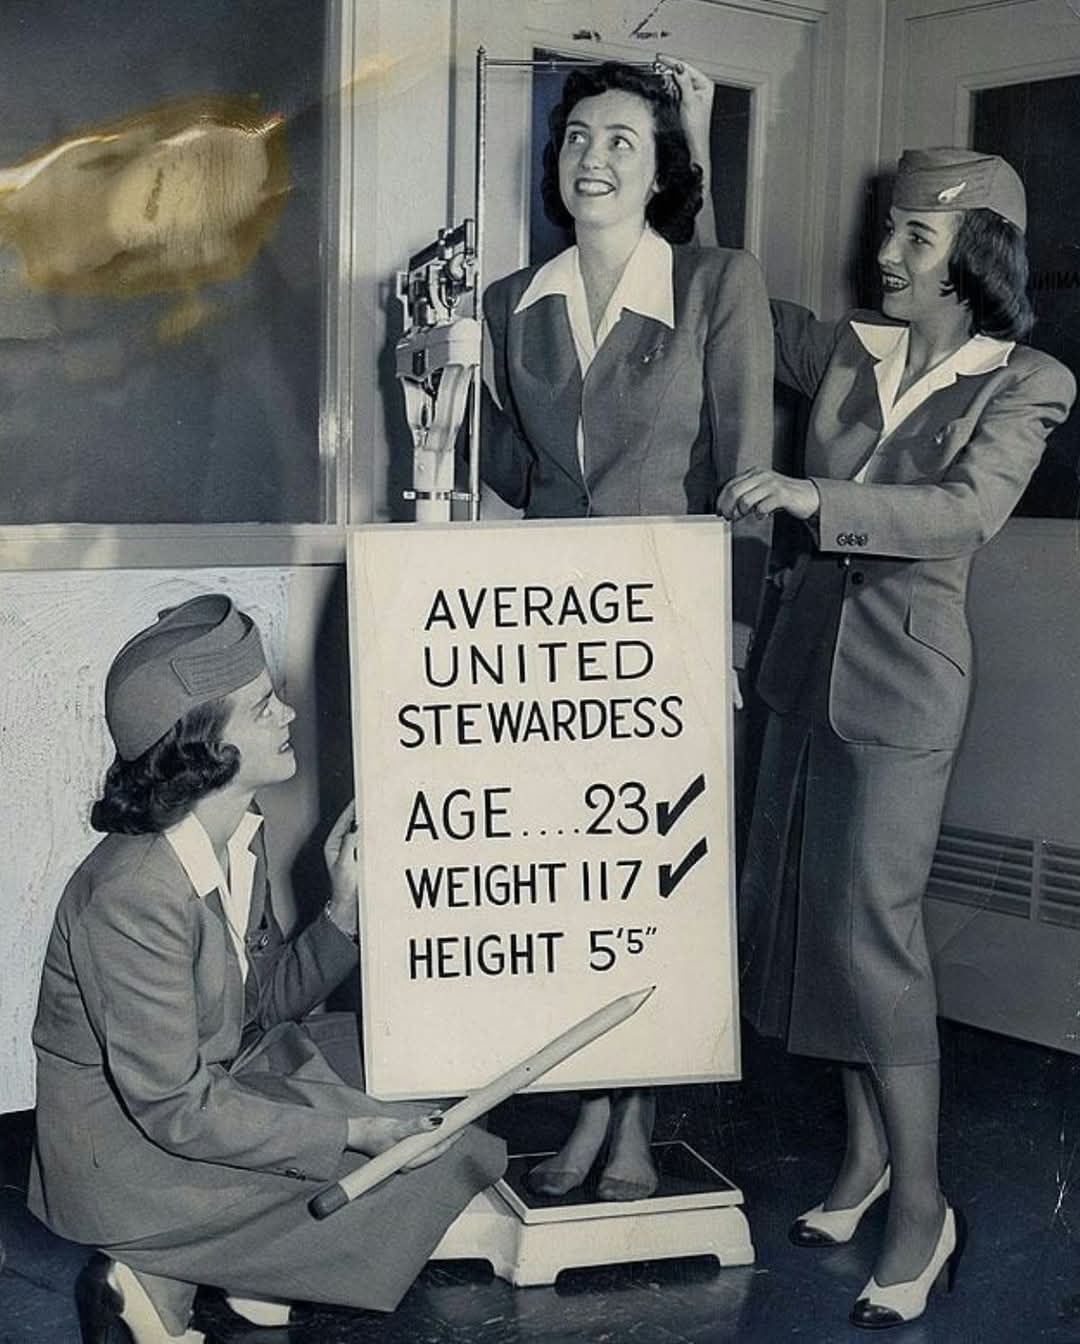 AVERAGE
UNITED
STEWARDESS
AGE....23✓
WEIGHT 117✓
HEIGHT 5'5"